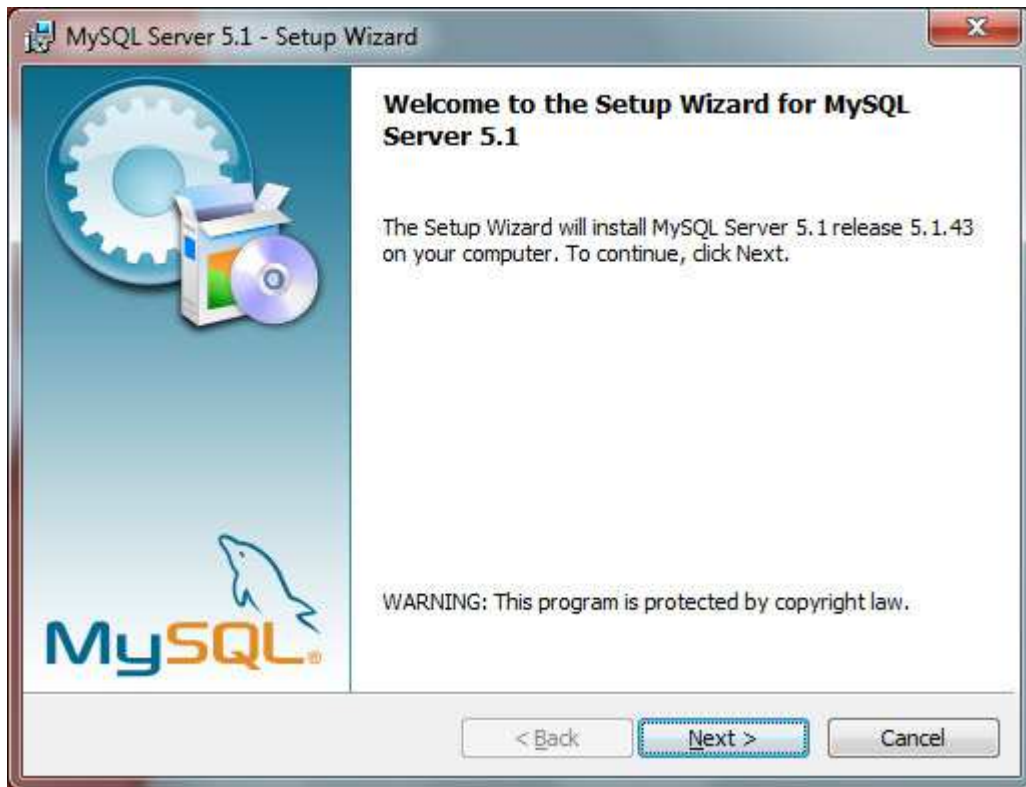 MySQL Server 5.1 - Setup Wizard
Welcome to the Setup Wizard for MySQL
Server 5.1
The Setup Wizard will install MySQL Server 5.1 release 5.1.43
on your computer. To continue, click Next.
WARNING: This program is protected by copyright law.
MySQL®
< Back
Next >
Cancel